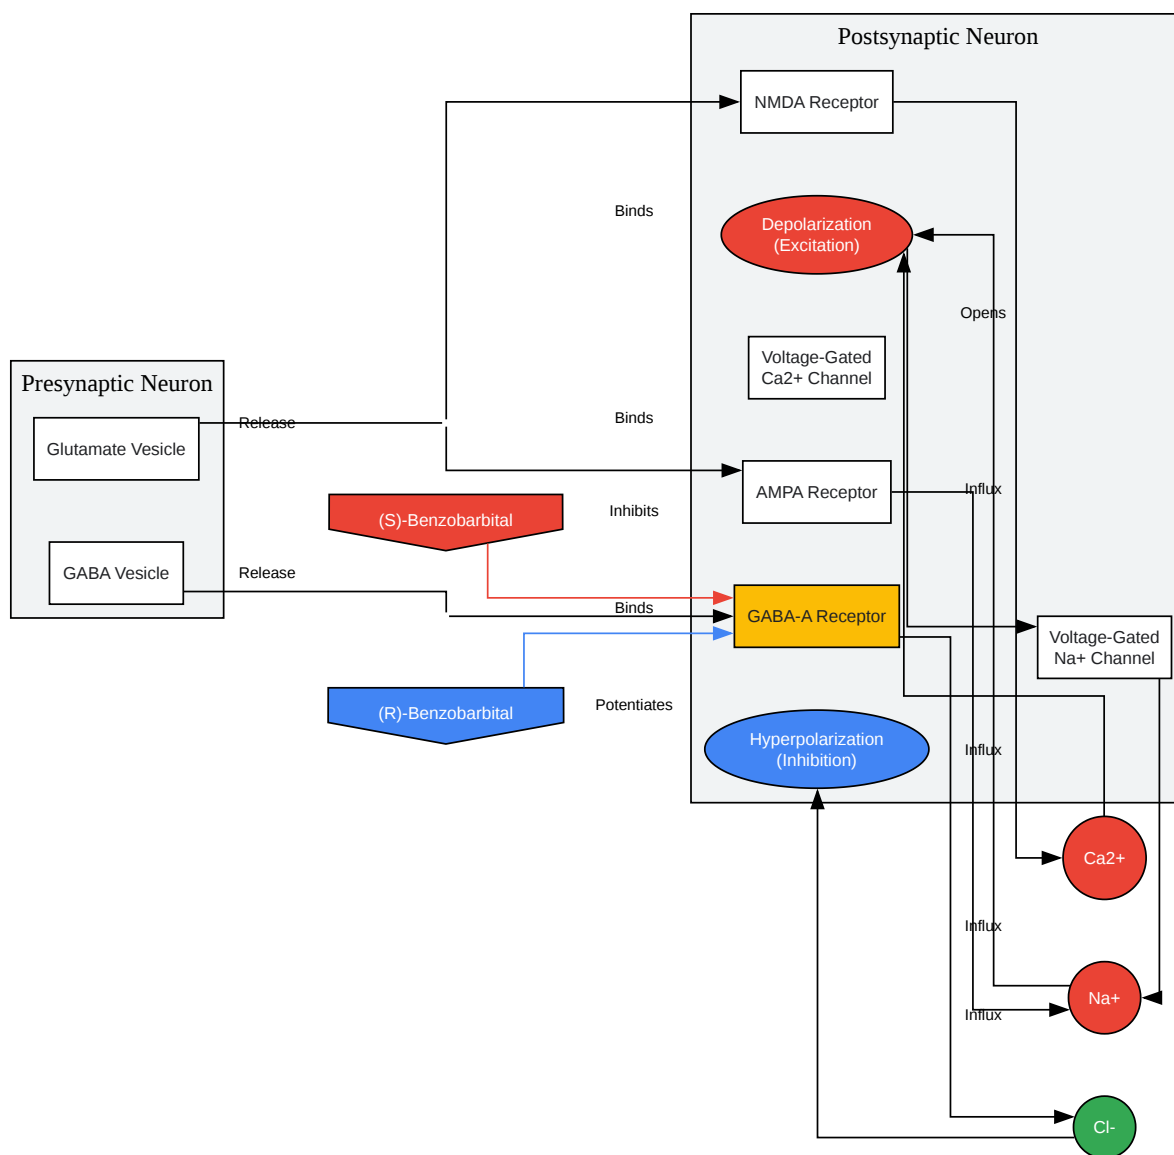 Postsynaptic Neuron
NMDA Receptor
Binds
Depolarization
(Excitation)
Opens
Voltage-Gated
Ca2+ Channel
Presynaptic Neuron
Release
Binds
Glutamate Vesicle
AMPA Receptor
Influx
(S)-Benzobarbital
Inhibits
GABA Vesicle
Release
Binds
GABA-A Receptor
Voltage-Gated
Na+ Channel
(R)-Benzobarbital
Potentiates
Hyperpolarization
(Inhibition)
Influx
Ca2+
Influx
Na+
Influx
Cl-